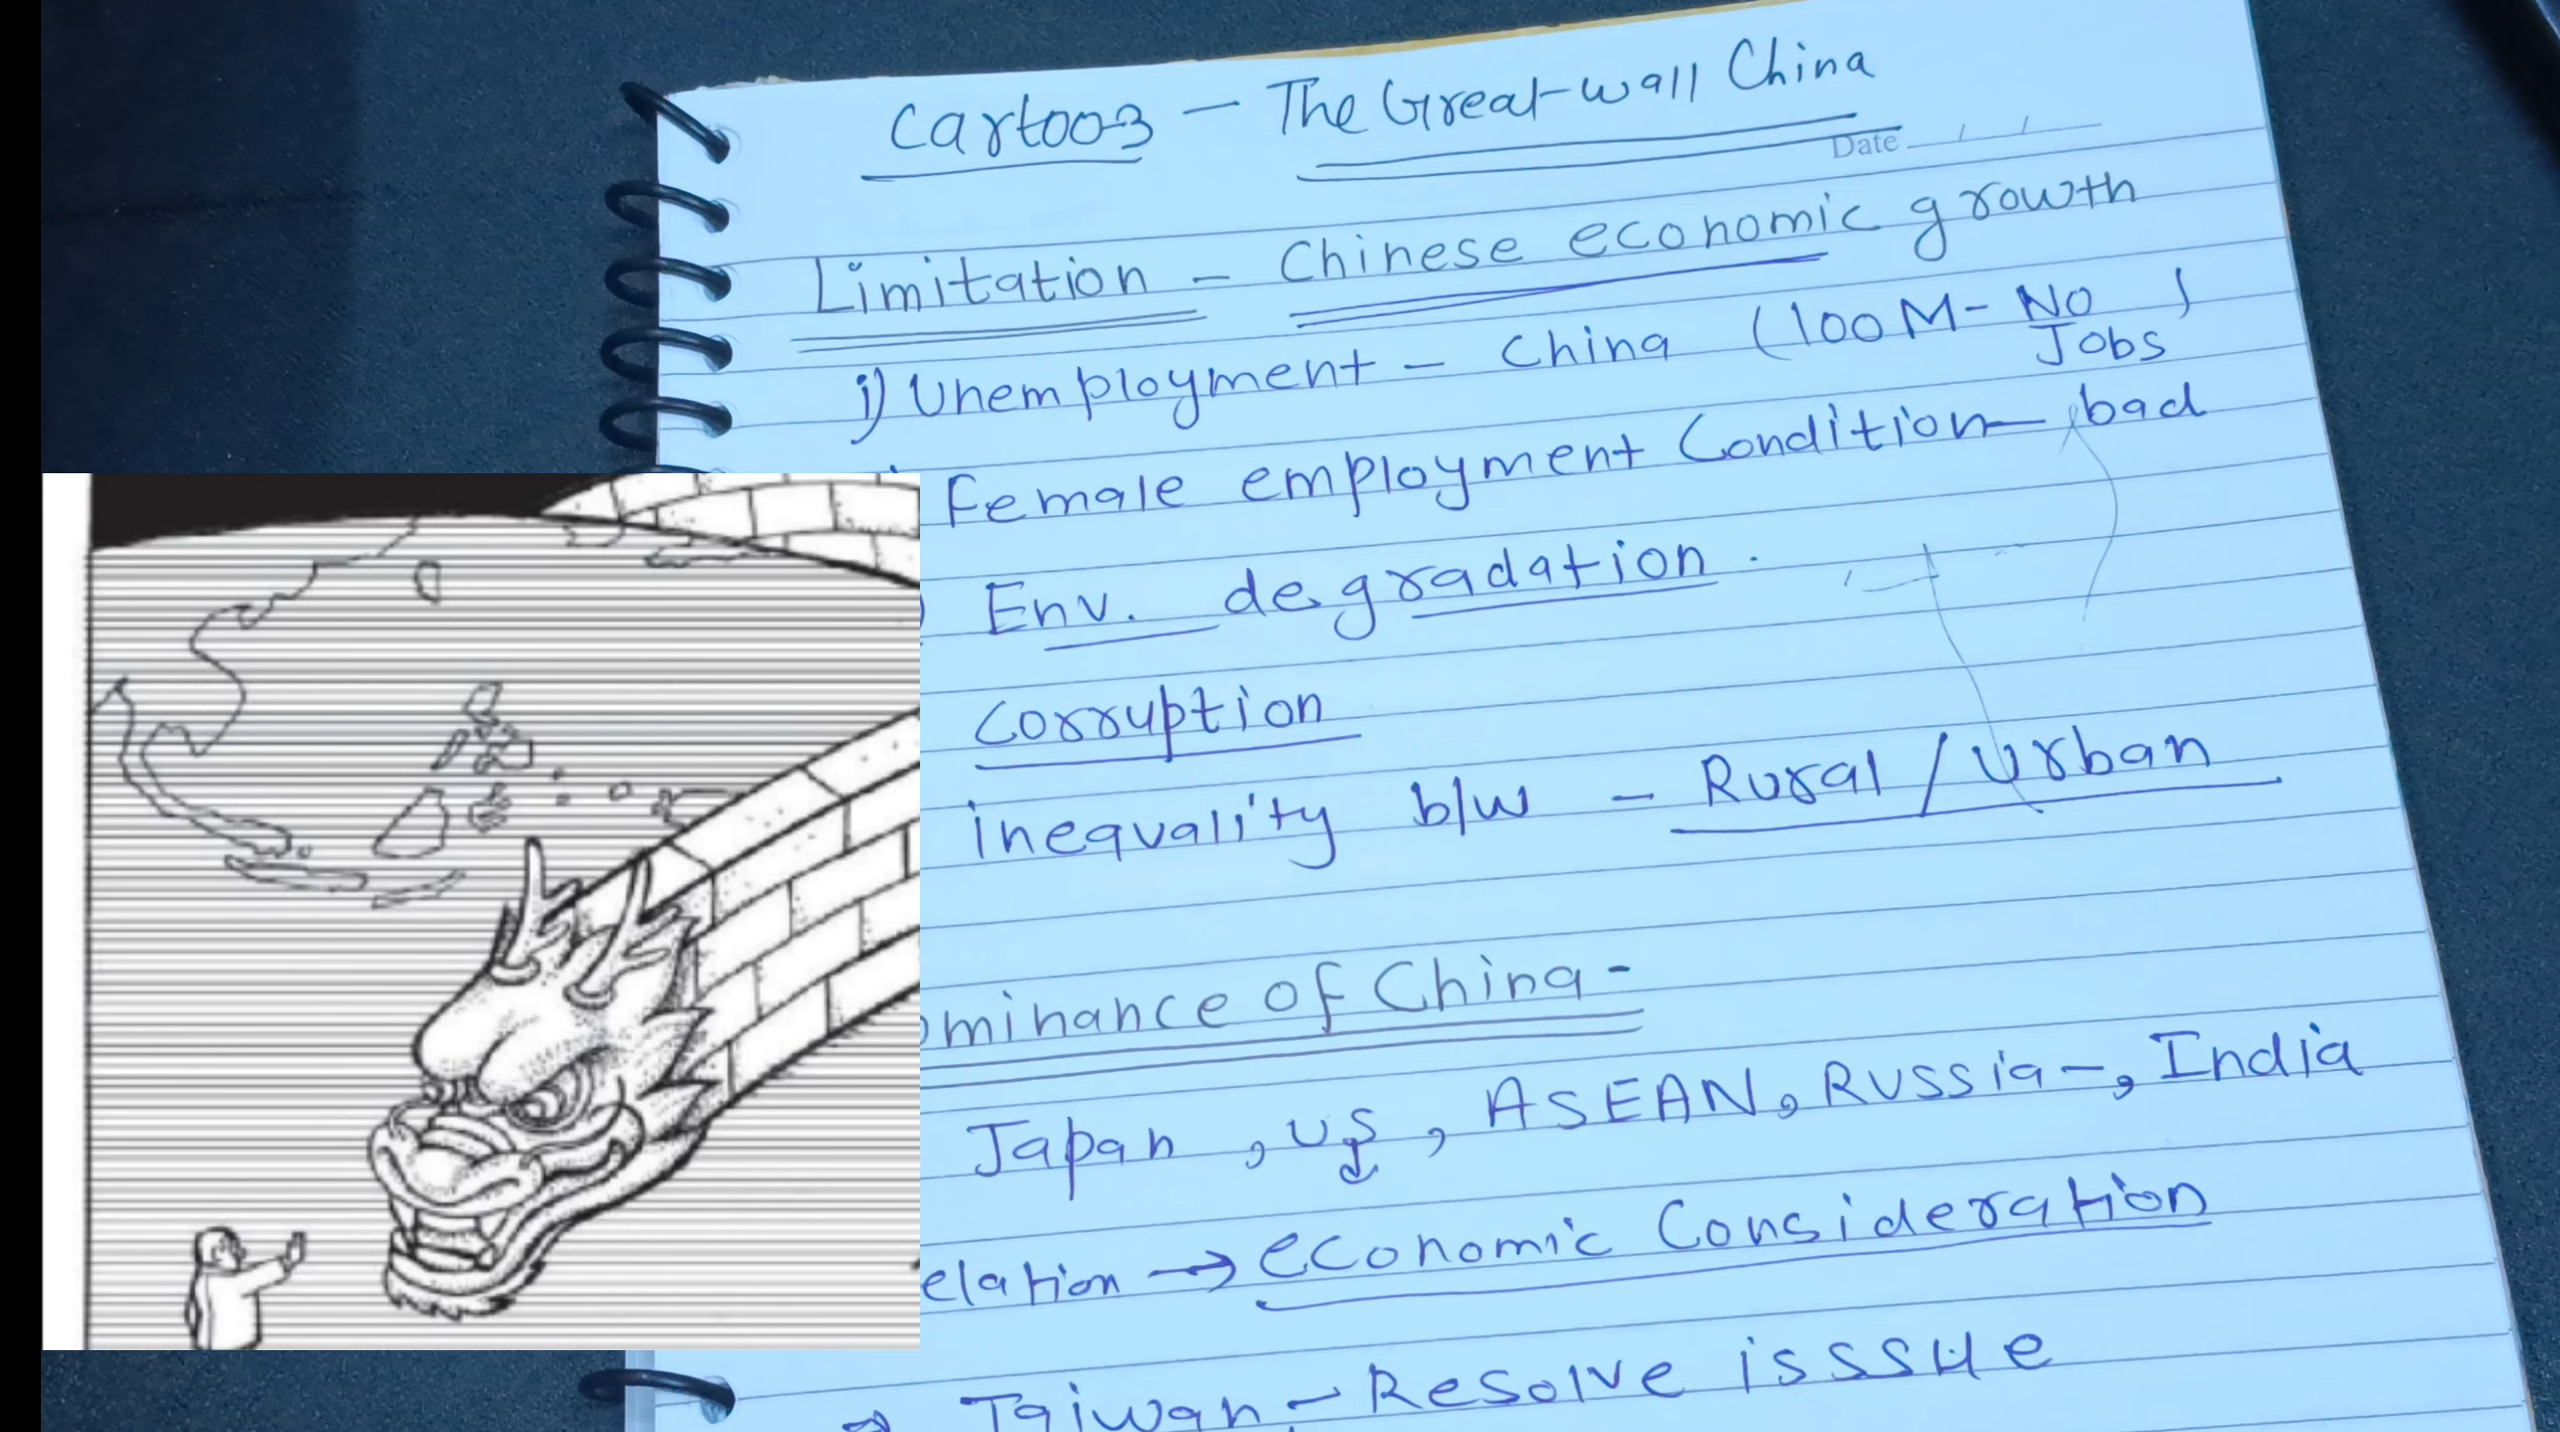 Cartoo3 - The Great-wall China
Date
Limitation - Chinese economic growth
i) Unemployment - China (100M- No Jobs)
Female employment Condition- bad
Env. degradation.
Corruption
inequality b/w - Rural / Urban
ominance of China -
Japan, US, ASEAN, RUSSia-, India
elation → economic Consideration
→ Taiwan - Resolve isssue